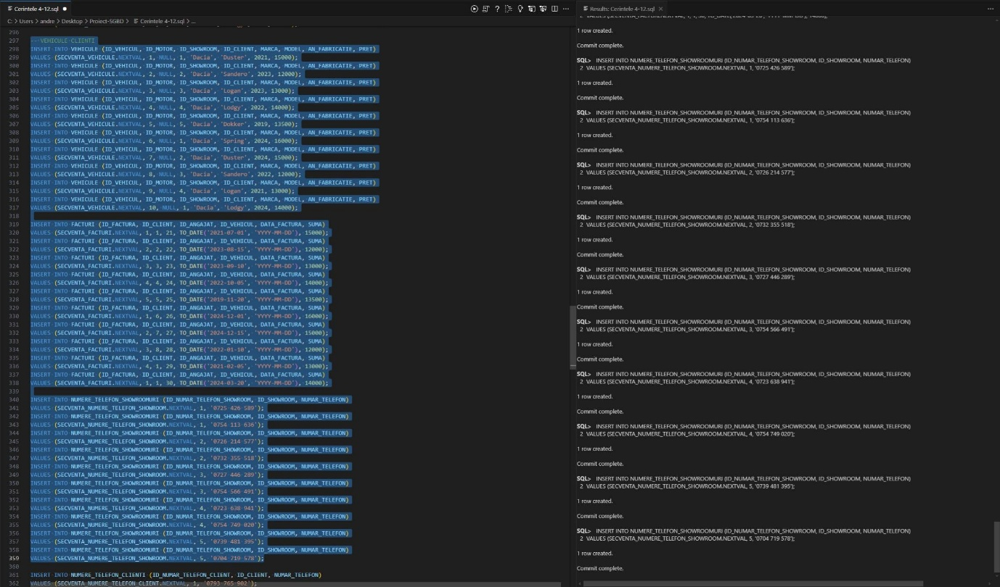 Cerintele 4-12.sql
C: > Users > andre > Desktop > Proiect-SGBD > Cerintele 4-12.sql > ...
296
297 --VEHICULE CLIENTI
298 INSERT INTO VEHICULE (ID_VEHICUL, ID_MOTOR, ID_SHOWROOM, ID_CLIENT, MARCA, MODEL, AN_FABRICATIE, PRET)
299 VALUES (SECVENTA_VEHICULE.NEXTVAL, 1, NULL, 1, 'Dacia', 'Duster', 2021, 15000);
300 INSERT INTO VEHICULE (ID_VEHICUL, ID_MOTOR, ID_SHOWROOM, ID_CLIENT, MARCA, MODEL, AN_FABRICATIE, PRET)
301 VALUES (SECVENTA_VEHICULE.NEXTVAL, 2, NULL, 2, 'Dacia', 'Sandero', 2023, 12000);
302 INSERT INTO VEHICULE (ID_VEHICUL, ID_MOTOR, ID_SHOWROOM, ID_CLIENT, MARCA, MODEL, AN_FABRICATIE, PRET)
303 VALUES (SECVENTA_VEHICULE.NEXTVAL, 3, NULL, 3, 'Dacia', 'Logan', 2023, 13000);
304 INSERT INTO VEHICULE (ID_VEHICUL, ID_MOTOR, ID_SHOWROOM, ID_CLIENT, MARCA, MODEL, AN_FABRICATIE, PRET)
305 VALUES (SECVENTA_VEHICULE.NEXTVAL, 4, NULL, 4, 'Dacia', 'Lodgy', 2022, 14000);
306 INSERT INTO VEHICULE (ID_VEHICUL, ID_MOTOR, ID_SHOWROOM, ID_CLIENT, MARCA, MODEL, AN_FABRICATIE, PRET)
307 VALUES (SECVENTA_VEHICULE.NEXTVAL, 5, NULL, 5, 'Dacia', 'Dokker', 2019, 13500);
308 INSERT INTO VEHICULE (ID_VEHICUL, ID_MOTOR, ID_SHOWROOM, ID_CLIENT, MARCA, MODEL, AN_FABRICATIE, PRET)
309 VALUES (SECVENTA_VEHICULE.NEXTVAL, 6, NULL, 1, 'Dacia', 'Spring', 2024, 16000);
310 INSERT INTO VEHICULE (ID_VEHICUL, ID_MOTOR, ID_SHOWROOM, ID_CLIENT, MARCA, MODEL, AN_FABRICATIE, PRET)
311 VALUES (SECVENTA_VEHICULE.NEXTVAL, 7, NULL, 2, 'Dacia', 'Duster', 2024, 15000);
312 INSERT INTO VEHICULE (ID_VEHICUL, ID_MOTOR, ID_SHOWROOM, ID_CLIENT, MARCA, MODEL, AN_FABRICATIE, PRET)
313 VALUES (SECVENTA_VEHICULE.NEXTVAL, 8, NULL, 3, 'Dacia', 'Sandero', 2022, 12000);
314 INSERT INTO VEHICULE (ID_VEHICUL, ID_MOTOR, ID_SHOWROOM, ID_CLIENT, MARCA, MODEL, AN_FABRICATIE, PRET)
315 VALUES (SECVENTA_VEHICULE.NEXTVAL, 9, NULL, 4, 'Dacia', 'Logan', 2021, 13000);
316 INSERT INTO VEHICULE (ID_VEHICUL, ID_MOTOR, ID_SHOWROOM, ID_CLIENT, MARCA, MODEL, AN_FABRICATIE, PRET)
317 VALUES (SECVENTA_VEHICULE.NEXTVAL, 10, NULL, 1, 'Dacia', 'Lodgy', 2024, 14000);
318
319 INSERT INTO FACTURI (ID_FACTURA, ID_CLIENT, ID_ANGAJAT, ID_VEHICUL, DATA_FACTURA, SUMA)
320 VALUES (SECVENTA_FACTURI.NEXTVAL, 1, 1, 21, TO_DATE('2021-07-01', 'YYYY-MM-DD'), 15000);
321 INSERT INTO FACTURI (ID_FACTURA, ID_CLIENT, ID_ANGAJAT, ID_VEHICUL, DATA_FACTURA, SUMA)
322 VALUES (SECVENTA_FACTURI.NEXTVAL, 2, 2, 22, TO_DATE('2023-08-15', 'YYYY-MM-DD'), 12000);
323 INSERT INTO FACTURI (ID_FACTURA, ID_CLIENT, ID_ANGAJAT, ID_VEHICUL, DATA_FACTURA, SUMA)
324 VALUES (SECVENTA_FACTURI.NEXTVAL, 3, 3, 23, TO_DATE('2023-09-10', 'YYYY-MM-DD'), 13000);
325 INSERT INTO FACTURI (ID_FACTURA, ID_CLIENT, ID_ANGAJAT, ID_VEHICUL, DATA_FACTURA, SUMA)
326 VALUES (SECVENTA_FACTURI.NEXTVAL, 4, 4, 24, TO_DATE('2022-10-05', 'YYYY-MM-DD'), 14000);
327 INSERT INTO FACTURI (ID_FACTURA, ID_CLIENT, ID_ANGAJAT, ID_VEHICUL, DATA_FACTURA, SUMA)
328 VALUES (SECVENTA_FACTURI.NEXTVAL, 5, 5, 25, TO_DATE('2019-11-20', 'YYYY-MM-DD'), 13500);
329 INSERT INTO FACTURI (ID_FACTURA, ID_CLIENT, ID_ANGAJAT, ID_VEHICUL, DATA_FACTURA, SUMA)
330 VALUES (SECVENTA_FACTURI.NEXTVAL, 1, 6, 26, TO_DATE('2024-12-01', 'YYYY-MM-DD'), 16000);
331 INSERT INTO FACTURI (ID_FACTURA, ID_CLIENT, ID_ANGAJAT, ID_VEHICUL, DATA_FACTURA, SUMA)
332 VALUES (SECVENTA_FACTURI.NEXTVAL, 2, 7, 27, TO_DATE('2024-12-15', 'YYYY-MM-DD'), 15000);
333 INSERT INTO FACTURI (ID_FACTURA, ID_CLIENT, ID_ANGAJAT, ID_VEHICUL, DATA_FACTURA, SUMA)
334 VALUES (SECVENTA_FACTURI.NEXTVAL, 3, 8, 28, TO_DATE('2022-01-10', 'YYYY-MM-DD'), 12000);
335 INSERT INTO FACTURI (ID_FACTURA, ID_CLIENT, ID_ANGAJAT, ID_VEHICUL, DATA_FACTURA, SUMA)
336 VALUES (SECVENTA_FACTURI.NEXTVAL, 4, 1, 29, TO_DATE('2021-02-05', 'YYYY-MM-DD'), 13000);
337 INSERT INTO FACTURI (ID_FACTURA, ID_CLIENT, ID_ANGAJAT, ID_VEHICUL, DATA_FACTURA, SUMA)
338 VALUES (SECVENTA_FACTURI.NEXTVAL, 1, 1, 30, TO_DATE('2024-03-20', 'YYYY-MM-DD'), 14000);
339
340 INSERT INTO NUMERE_TELEFON_SHOWROOMURI (ID_NUMAR_TELEFON_SHOWROOM, ID_SHOWROOM, NUMAR_TELEFON)
341 VALUES (SECVENTA_NUMERE_TELEFON_SHOWROOM.NEXTVAL, 1, '0725 426 589');
342 INSERT INTO NUMERE_TELEFON_SHOWROOMURI (ID_NUMAR_TELEFON_SHOWROOM, ID_SHOWROOM, NUMAR_TELEFON)
343 VALUES (SECVENTA_NUMERE_TELEFON_SHOWROOM.NEXTVAL, 1, '0754 113 636');
344 INSERT INTO NUMERE_TELEFON_SHOWROOMURI (ID_NUMAR_TELEFON_SHOWROOM, ID_SHOWROOM, NUMAR_TELEFON)
345 VALUES (SECVENTA_NUMERE_TELEFON_SHOWROOM.NEXTVAL, 2, '0726 214 577');
346 INSERT INTO NUMERE_TELEFON_SHOWROOMURI (ID_NUMAR_TELEFON_SHOWROOM, ID_SHOWROOM, NUMAR_TELEFON)
347 VALUES (SECVENTA_NUMERE_TELEFON_SHOWROOM.NEXTVAL, 2, '0732 355 518');
348 INSERT INTO NUMERE_TELEFON_SHOWROOMURI (ID_NUMAR_TELEFON_SHOWROOM, ID_SHOWROOM, NUMAR_TELEFON)
349 VALUES (SECVENTA_NUMERE_TELEFON_SHOWROOM.NEXTVAL, 3, '0727 446 289');
350 INSERT INTO NUMERE_TELEFON_SHOWROOMURI (ID_NUMAR_TELEFON_SHOWROOM, ID_SHOWROOM, NUMAR_TELEFON)
351 VALUES (SECVENTA_NUMERE_TELEFON_SHOWROOM.NEXTVAL, 3, '0754 566 491');
352 INSERT INTO NUMERE_TELEFON_SHOWROOMURI (ID_NUMAR_TELEFON_SHOWROOM, ID_SHOWROOM, NUMAR_TELEFON)
353 VALUES (SECVENTA_NUMERE_TELEFON_SHOWROOM.NEXTVAL, 4, '0723 638 941');
354 INSERT INTO NUMERE_TELEFON_SHOWROOMURI (ID_NUMAR_TELEFON_SHOWROOM, ID_SHOWROOM, NUMAR_TELEFON)
355 VALUES (SECVENTA_NUMERE_TELEFON_SHOWROOM.NEXTVAL, 4, '0754 749 020');
356 INSERT INTO NUMERE_TELEFON_SHOWROOMURI (ID_NUMAR_TELEFON_SHOWROOM, ID_SHOWROOM, NUMAR_TELEFON)
357 VALUES (SECVENTA_NUMERE_TELEFON_SHOWROOM.NEXTVAL, 5, '0739 481 395');
358 INSERT INTO NUMERE_TELEFON_SHOWROOMURI (ID_NUMAR_TELEFON_SHOWROOM, ID_SHOWROOM, NUMAR_TELEFON)
359 VALUES (SECVENTA_NUMERE_TELEFON_SHOWROOM.NEXTVAL, 5, '0704 719 578');
360
361 INSERT INTO NUMERE_TELEFON_CLIENTI (ID_NUMAR_TELEFON_CLIENT, ID_CLIENT, NUMAR_TELEFON)
362 VALUES (SECVENTA_NUMERE_TELEFON_CLIENT.NEXTVAL, 1, '0793 765 902');
Results: Cerintele 4-12.sql
2 VALUES (SECVENTA_FACTURI.NEXTVAL, 1, 1, 30, TO_DATE('2024-03-20', 'YYYY-MM-DD'), 14000);
1 row created.
Commit complete.
SQL> INSERT INTO NUMERE_TELEFON_SHOWROOMURI (ID_NUMAR_TELEFON_SHOWROOM, ID_SHOWROOM, NUMAR_TELEFON)
2 VALUES (SECVENTA_NUMERE_TELEFON_SHOWROOM.NEXTVAL, 1, '0725 426 589');
1 row created.
Commit complete.
SQL> INSERT INTO NUMERE_TELEFON_SHOWROOMURI (ID_NUMAR_TELEFON_SHOWROOM, ID_SHOWROOM, NUMAR_TELEFON)
2 VALUES (SECVENTA_NUMERE_TELEFON_SHOWROOM.NEXTVAL, 1, '0754 113 636');
1 row created.
Commit complete.
SQL> INSERT INTO NUMERE_TELEFON_SHOWROOMURI (ID_NUMAR_TELEFON_SHOWROOM, ID_SHOWROOM, NUMAR_TELEFON)
2 VALUES (SECVENTA_NUMERE_TELEFON_SHOWROOM.NEXTVAL, 2, '0726 214 577');
1 row created.
Commit complete.
SQL> INSERT INTO NUMERE_TELEFON_SHOWROOMURI (ID_NUMAR_TELEFON_SHOWROOM, ID_SHOWROOM, NUMAR_TELEFON)
2 VALUES (SECVENTA_NUMERE_TELEFON_SHOWROOM.NEXTVAL, 2, '0732 355 518');
1 row created.
Commit complete.
SQL> INSERT INTO NUMERE_TELEFON_SHOWROOMURI (ID_NUMAR_TELEFON_SHOWROOM, ID_SHOWROOM, NUMAR_TELEFON)
2 VALUES (SECVENTA_NUMERE_TELEFON_SHOWROOM.NEXTVAL, 3, '0727 446 289');
1 row created.
Commit complete.
SQL> INSERT INTO NUMERE_TELEFON_SHOWROOMURI (ID_NUMAR_TELEFON_SHOWROOM, ID_SHOWROOM, NUMAR_TELEFON)
2 VALUES (SECVENTA_NUMERE_TELEFON_SHOWROOM.NEXTVAL, 3, '0754 566 491');
1 row created.
Commit complete.
SQL> INSERT INTO NUMERE_TELEFON_SHOWROOMURI (ID_NUMAR_TELEFON_SHOWROOM, ID_SHOWROOM, NUMAR_TELEFON)
2 VALUES (SECVENTA_NUMERE_TELEFON_SHOWROOM.NEXTVAL, 4, '0723 638 941');
1 row created.
Commit complete.
SQL> INSERT INTO NUMERE_TELEFON_SHOWROOMURI (ID_NUMAR_TELEFON_SHOWROOM, ID_SHOWROOM, NUMAR_TELEFON)
2 VALUES (SECVENTA_NUMERE_TELEFON_SHOWROOM.NEXTVAL, 4, '0754 749 020');
1 row created.
Commit complete.
SQL> INSERT INTO NUMERE_TELEFON_SHOWROOMURI (ID_NUMAR_TELEFON_SHOWROOM, ID_SHOWROOM, NUMAR_TELEFON)
2 VALUES (SECVENTA_NUMERE_TELEFON_SHOWROOM.NEXTVAL, 5, '0739 481 395');
1 row created.
Commit complete.
SQL> INSERT INTO NUMERE_TELEFON_SHOWROOMURI (ID_NUMAR_TELEFON_SHOWROOM, ID_SHOWROOM, NUMAR_TELEFON)
2 VALUES (SECVENTA_NUMERE_TELEFON_SHOWROOM.NEXTVAL, 5, '0704 719 578');
1 row created.
Commit complete.